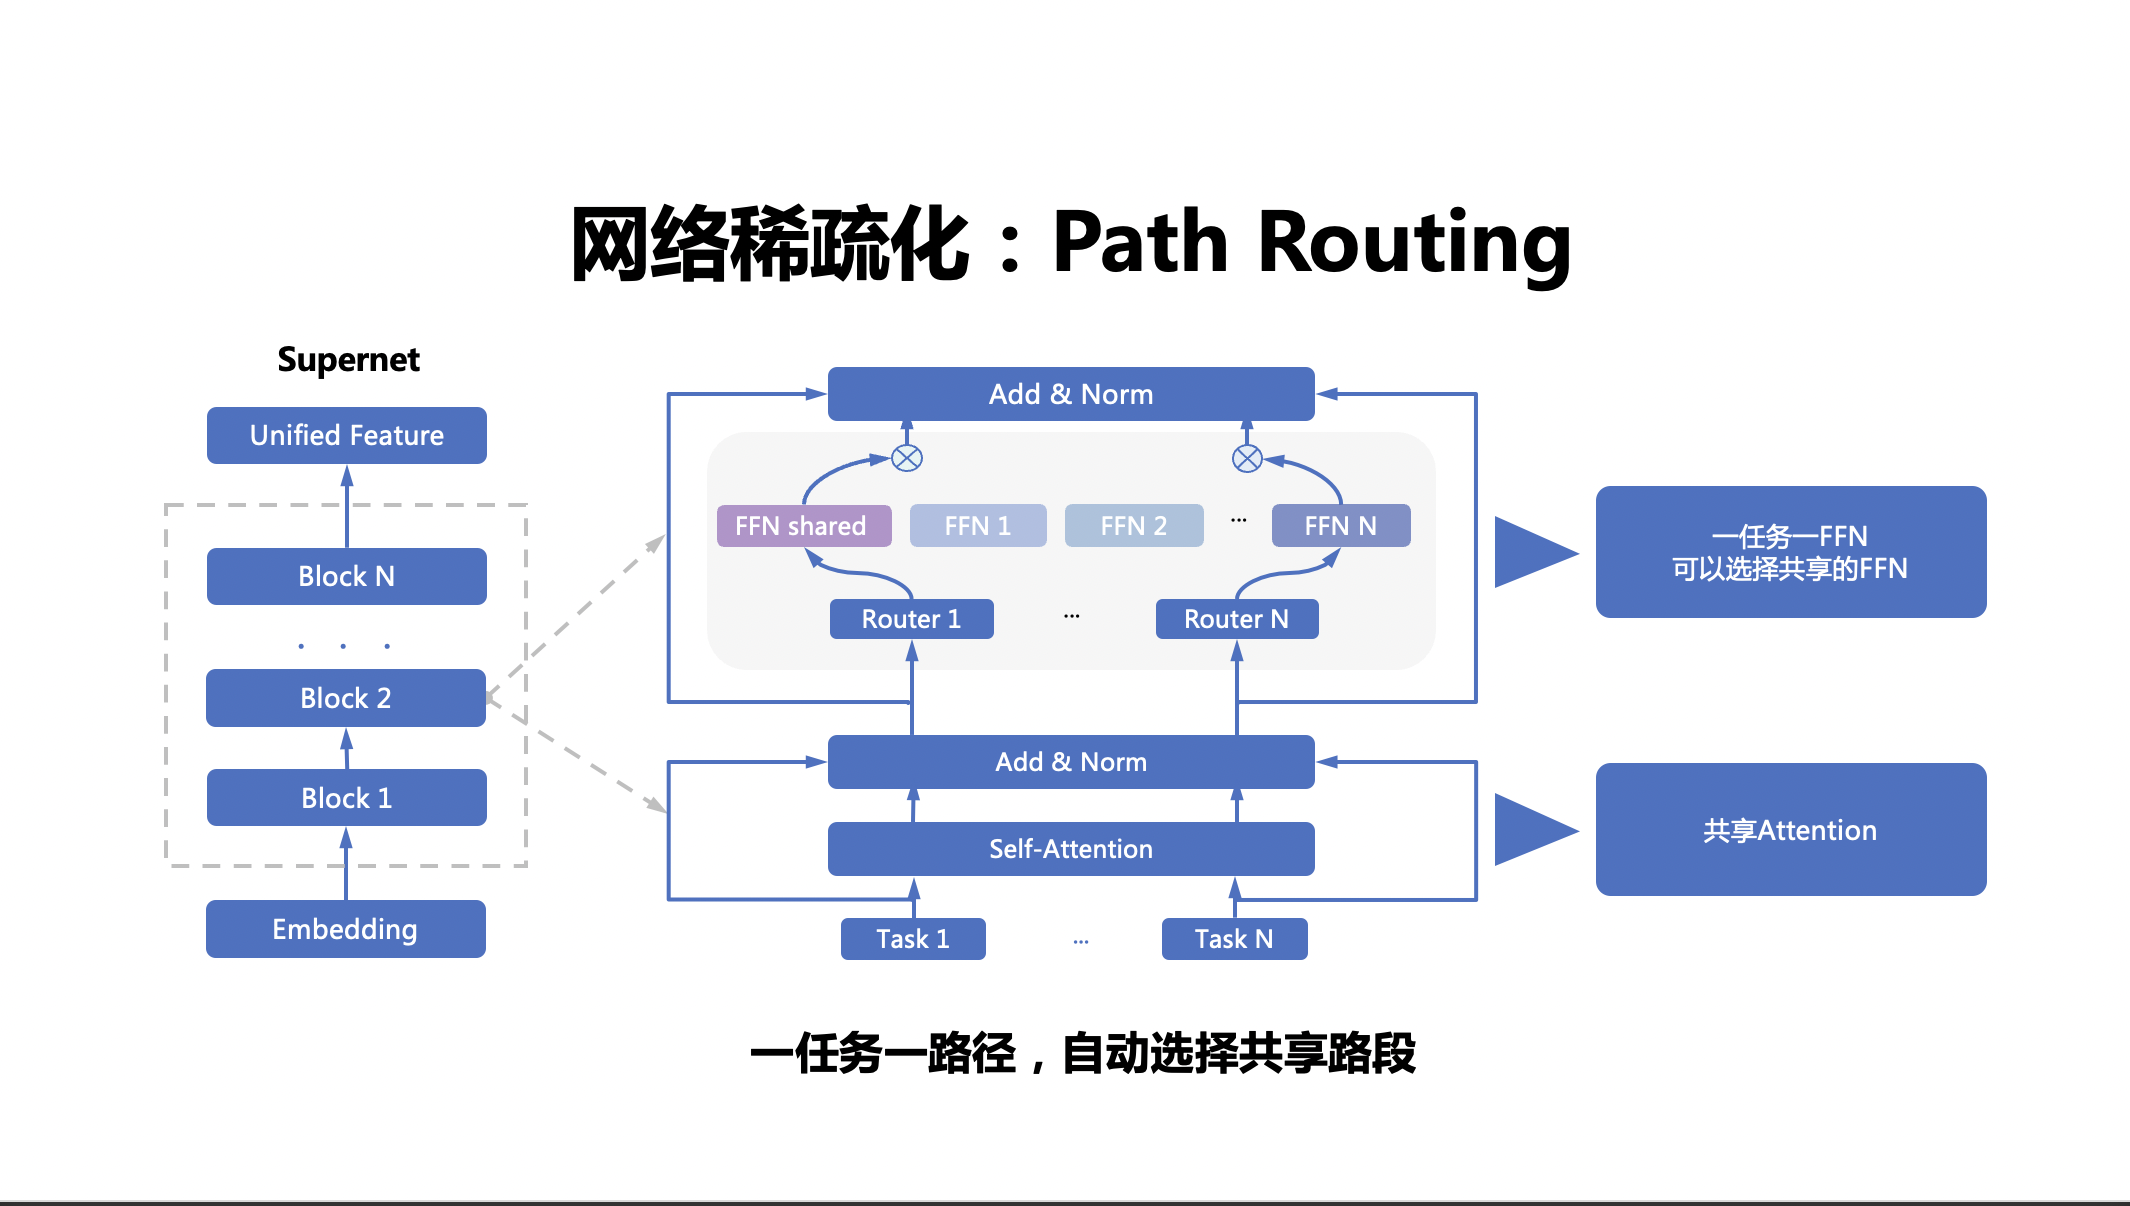 网络稀疏化：Path Routing
Supernet
Unified Feature
Block N
. . .
Block 2
Block 1
Embedding
Add & Norm
FFN shared
FFN 1
FFN 2
...
FFN N
Router 1
...
Router N
Add & Norm
Self-Attention
Task 1
...
Task N
一任务一FFN
可以选择共享的FFN
共享Attention
一任务一路径，自动选择共享路段